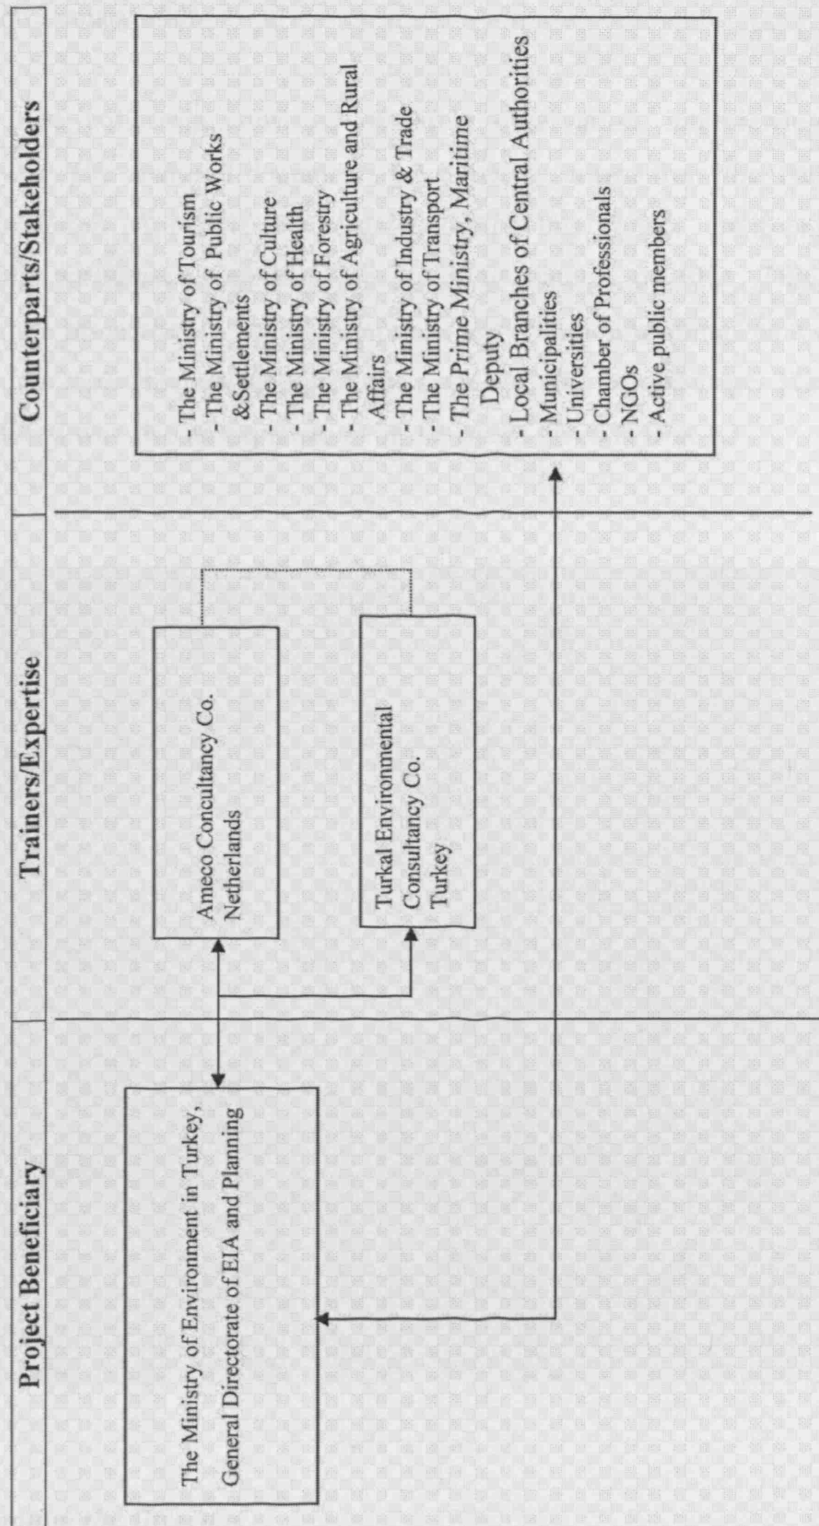 Project Beneficiary
Trainers/Expertise
Counterparts/Stakeholders
The Ministry of Environment in Turkey,
General Directorate of EIA and Planning
Ameco Concultancy Co.
Netherlands
Turkal Environmental
Consultancy Co.
Turkey
- The Ministry of Tourism
- The Ministry of Public Works
&Settlements
- The Ministry of Culture
- The Ministry of Health
- The Ministry of Forestry
- The Ministry of Agriculture and Rural
Affairs
- The Ministry of Industry & Trade
- The Ministry of Transport
- The Prime Ministry, Maritime
Deputy
- Local Branches of Central Authorities
- Municipalities
- Universities
- Chamber of Professionals
- NGOs
- Active public members